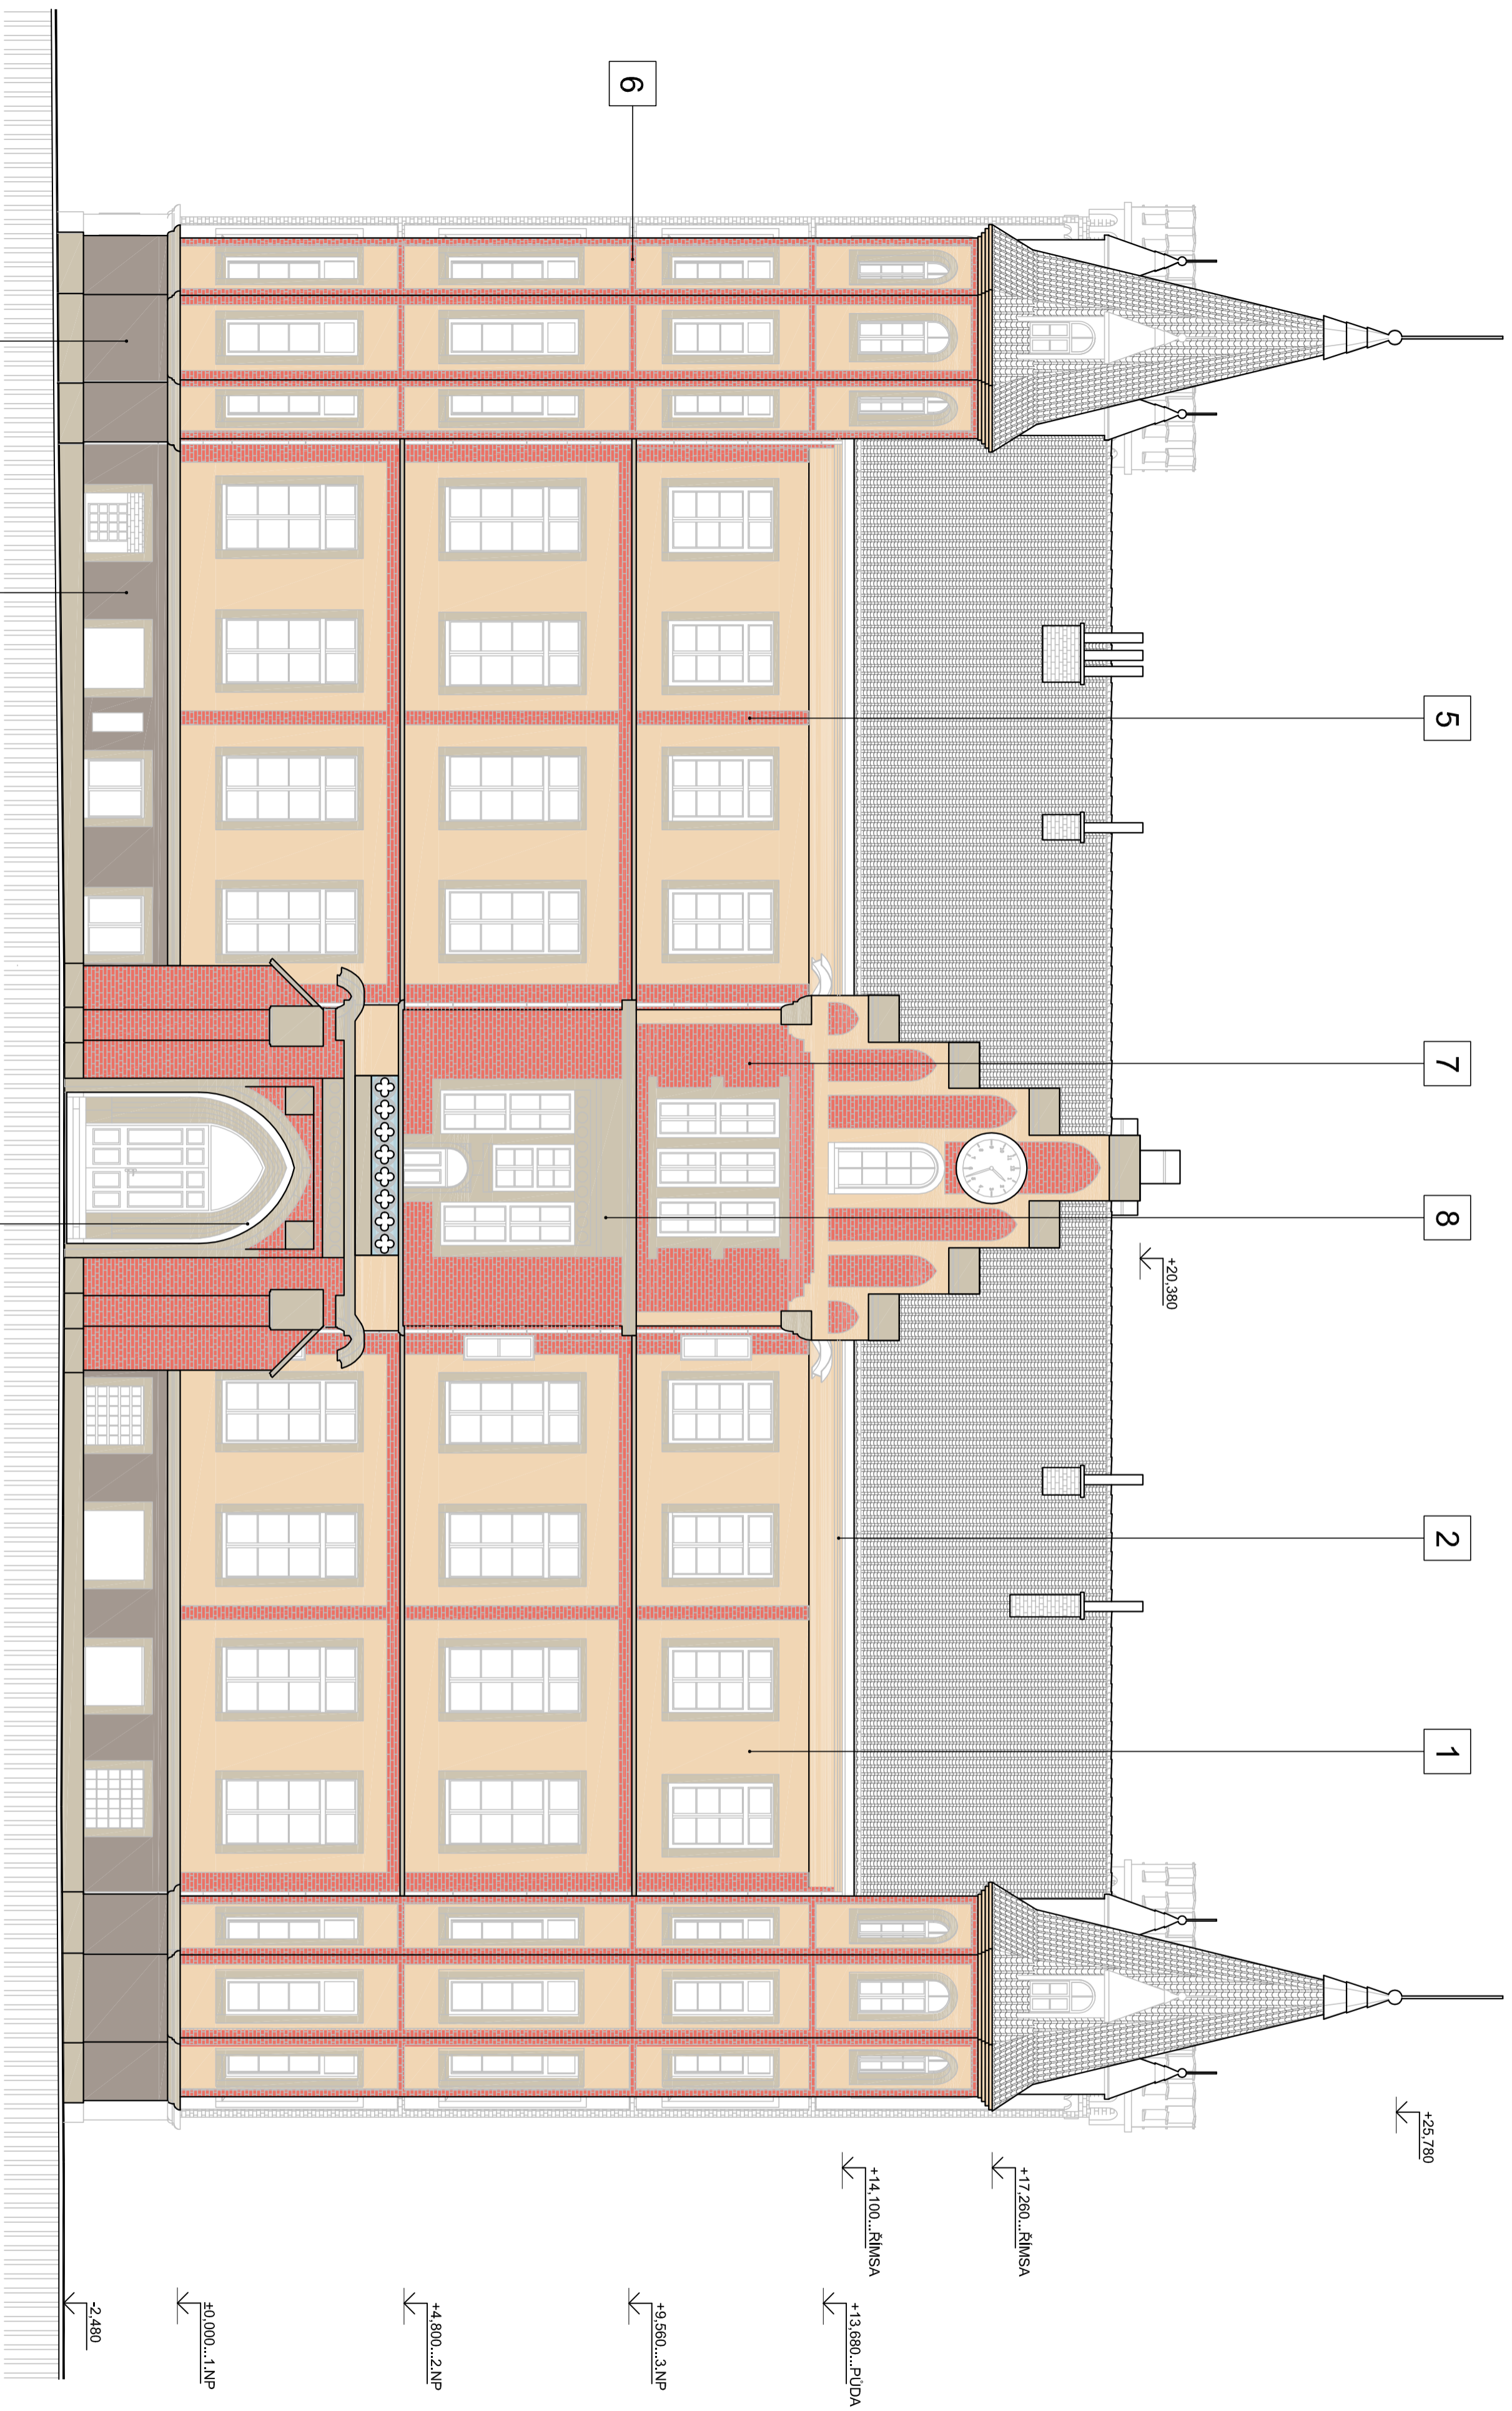 6
5
7
8
2
1
+20,380
+25,780
+17,260...ŘÍMSA
+14,100...ŘÍMSA
+13,680...PŮDA
+9,560...3.NP
+4,800...2.NP
±0,000...1.NP
-2,480